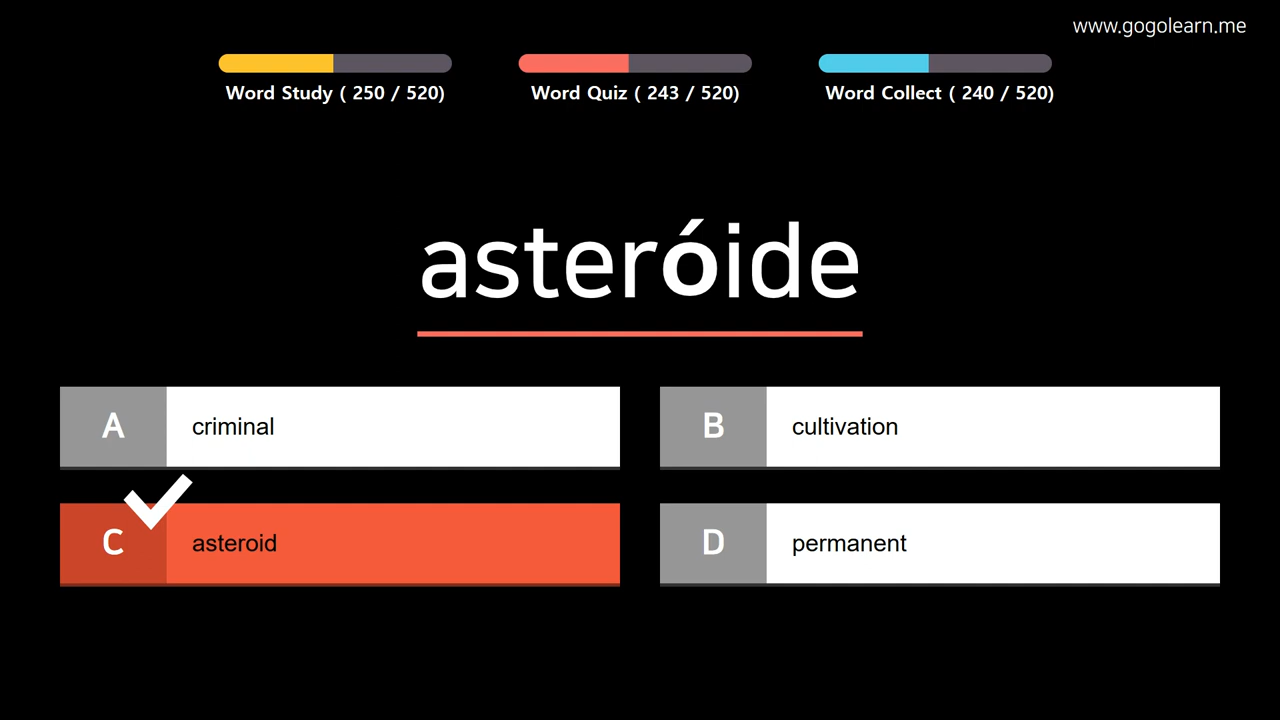 www.gogolearn.me
Word Study ( 250 / 520)
Word Quiz ( 243 / 520)
Word Collect ( 240 / 520)
asteróide
A criminal
B cultivation
C asteroid
D permanent